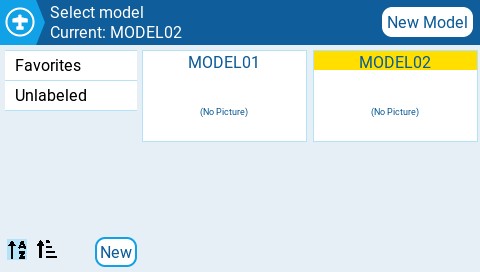 Select model
Current: MODEL02
New Model
Favorites
Unlabeled
MODEL01
(No Picture)
MODEL02
(No Picture)
New